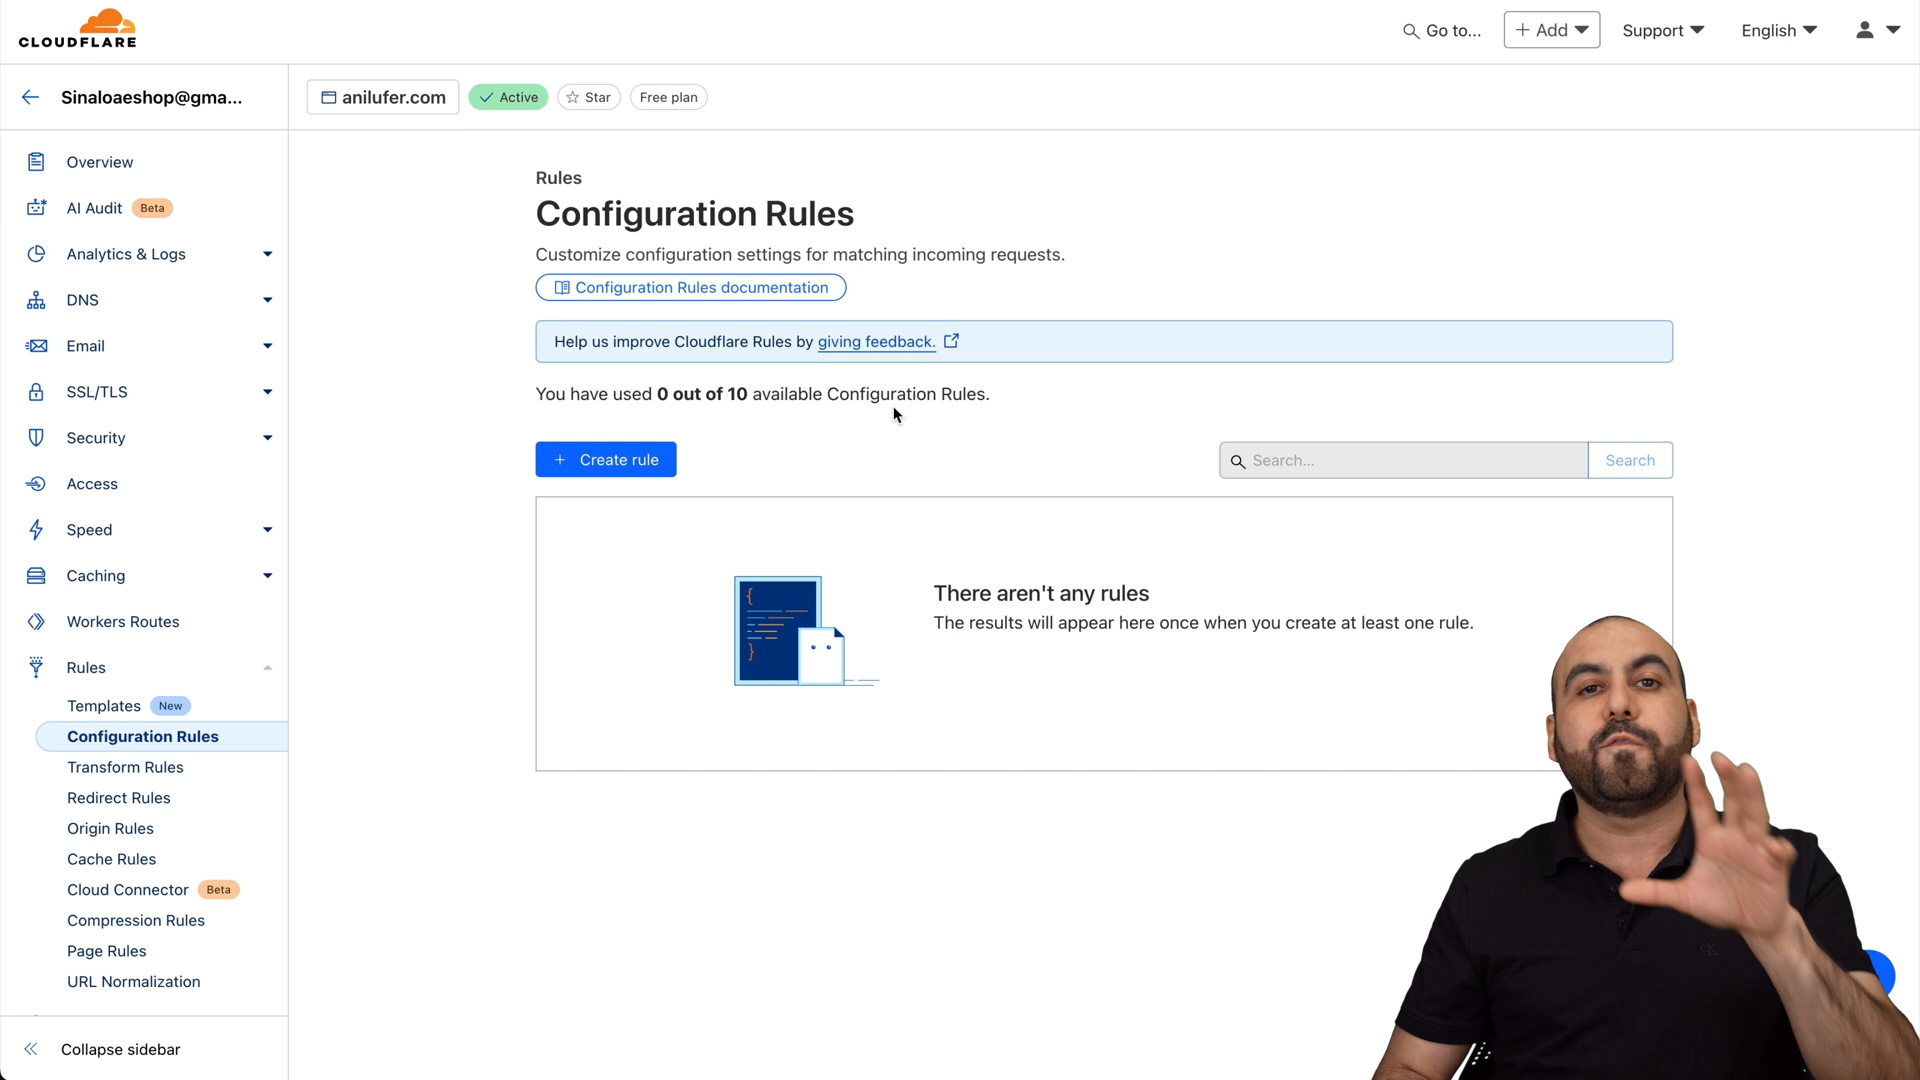 CLOUDFLARE
Go to...
+ Add
Support
English
Sinaloaeshop@gma...
anilufer.com
Active
Star
Free plan
Overview
AI Audit Beta
Analytics & Logs
DNS
Email
SSL/TLS
Security
Access
Speed
Caching
Workers Routes
Rules
Templates New
Configuration Rules
Transform Rules
Redirect Rules
Origin Rules
Cache Rules
Cloud Connector Beta
Compression Rules
Page Rules
URL Normalization
Collapse sidebar
Rules
Configuration Rules
Customize configuration settings for matching incoming requests.
Configuration Rules documentation
Help us improve Cloudflare Rules by giving feedback.
You have used 0 out of 10 available Configuration Rules.
+ Create rule
Search...
Search
There aren't any rules
The results will appear here once when you create at least one rule.